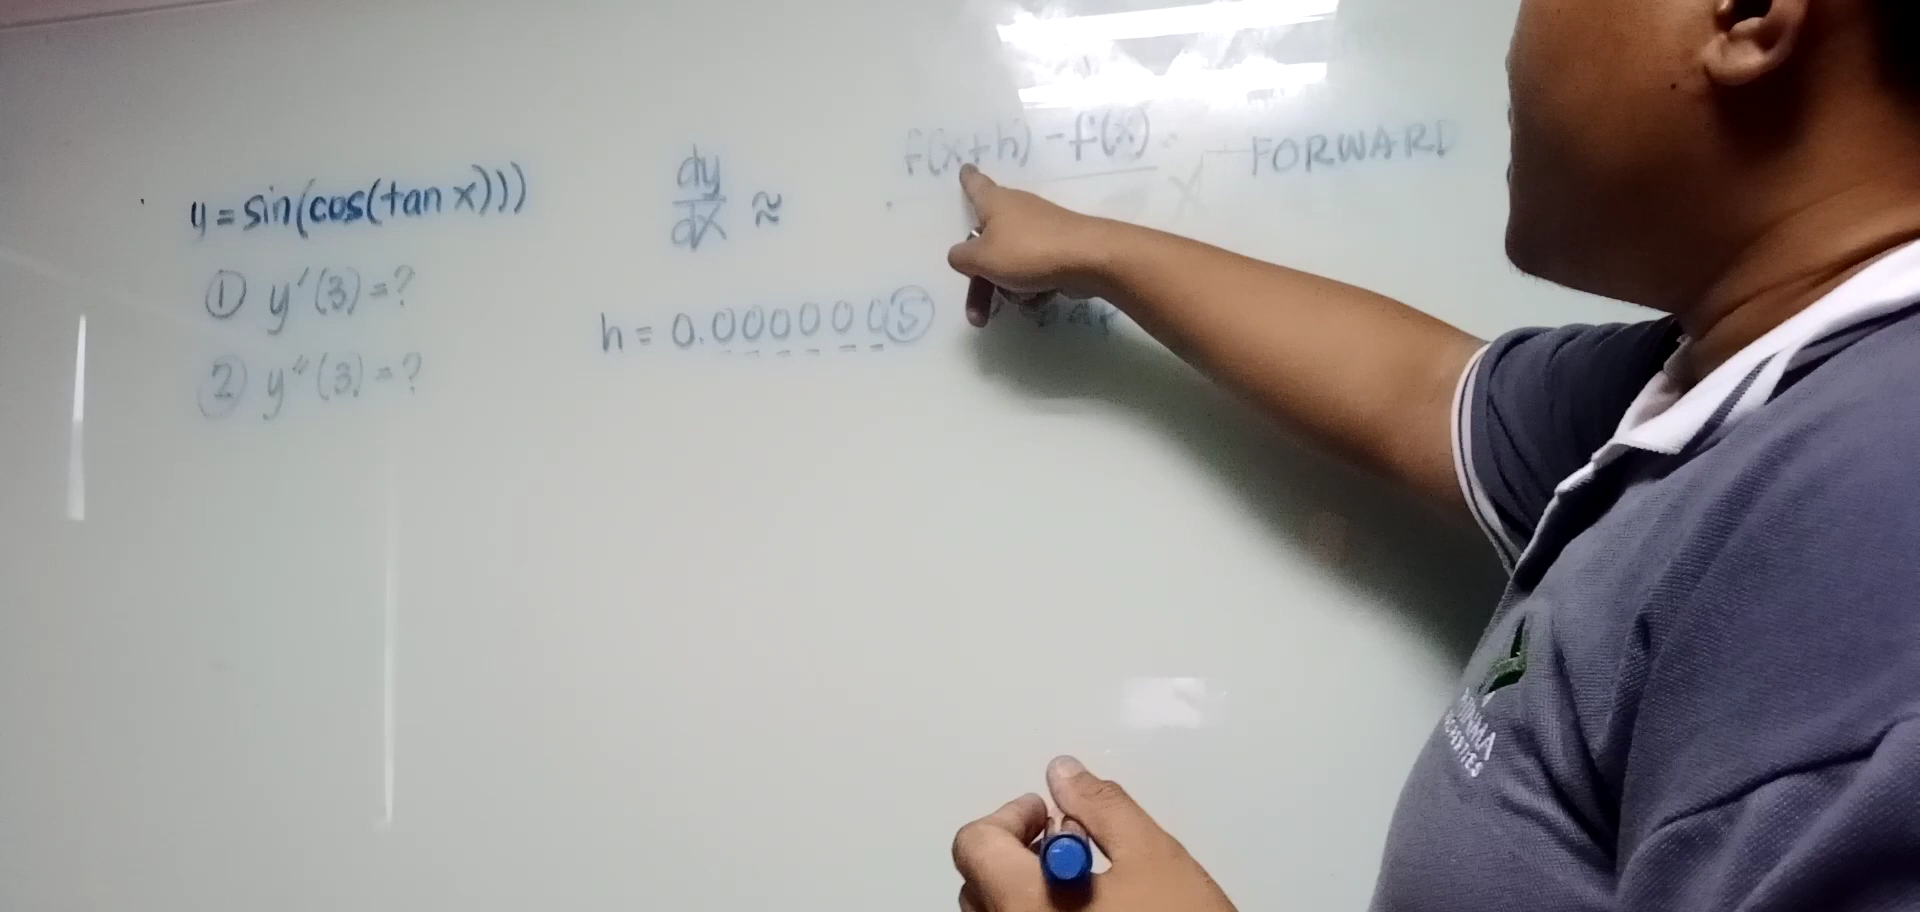 y = sin(cos(tan x)))
① y'(3) = ?
② y"(3) = ?
dy/dx ≈
f(x+h) - f(x)
FORWARD
h = 0.000000⑤